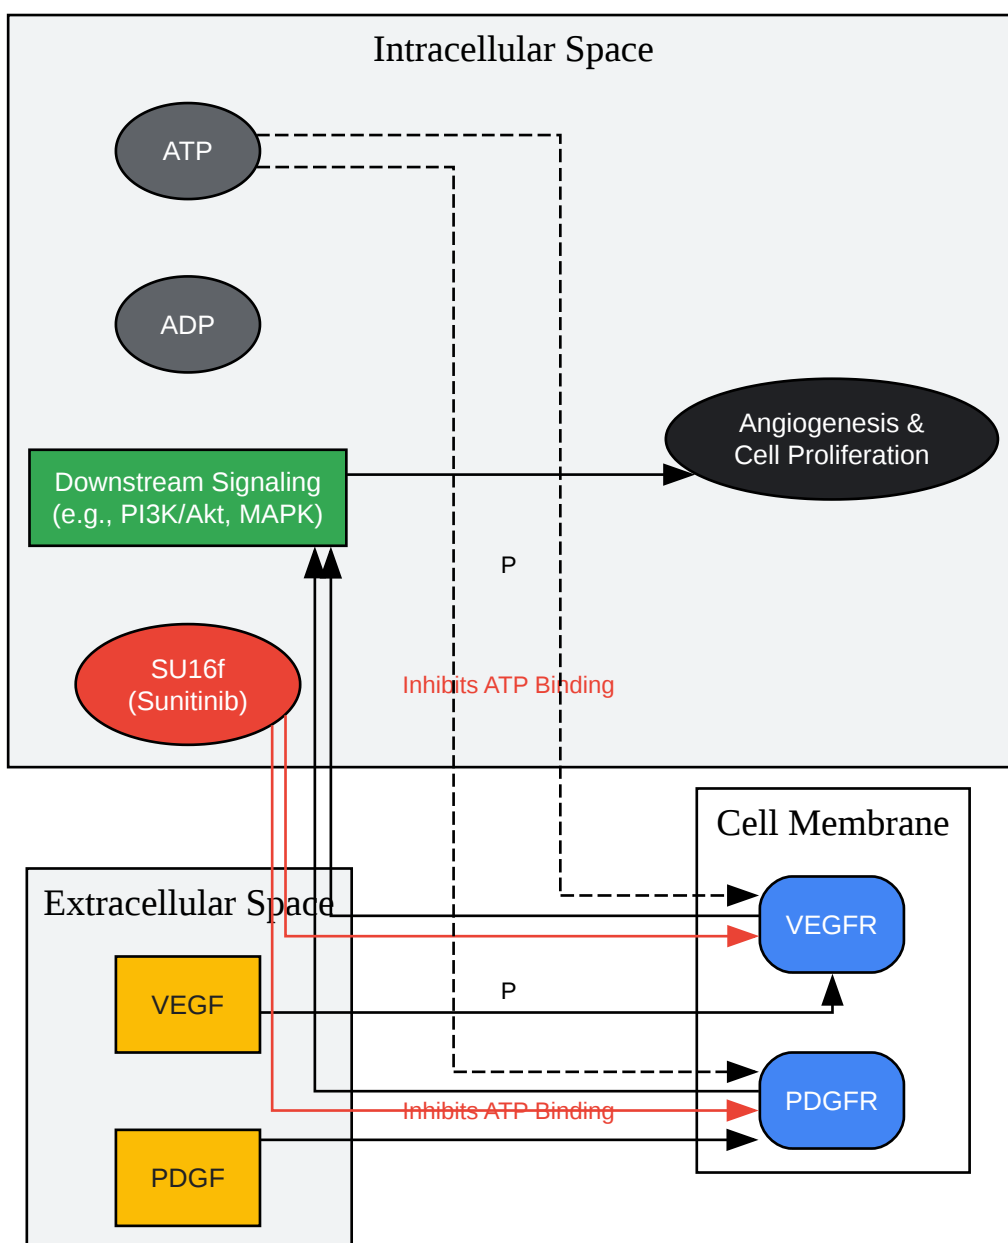 Intracellular Space
ATP
ADP
Angiogenesis &
Cell Proliferation
Downstream Signaling
(e.g., PI3K/Akt, MAPK)
P
SU16f
(Sunitinib)
Inhibits ATP Binding
Cell Membrane
Extracellular Space
VEGFR
VEGF
P
PDGFR
Inhibits ATP Binding
PDGF